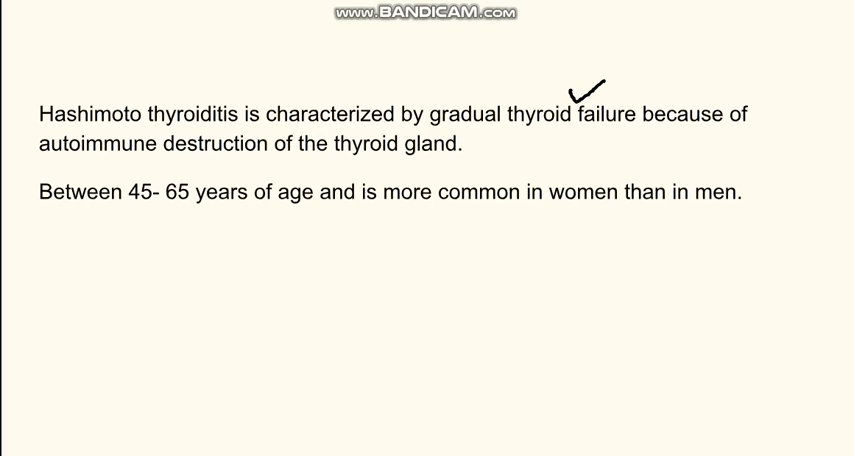 www.BANDICAM.com
Hashimoto thyroiditis is characterized by gradual thyroid failure because of
autoimmune destruction of the thyroid gland.
Between 45- 65 years of age and is more common in women than in men.